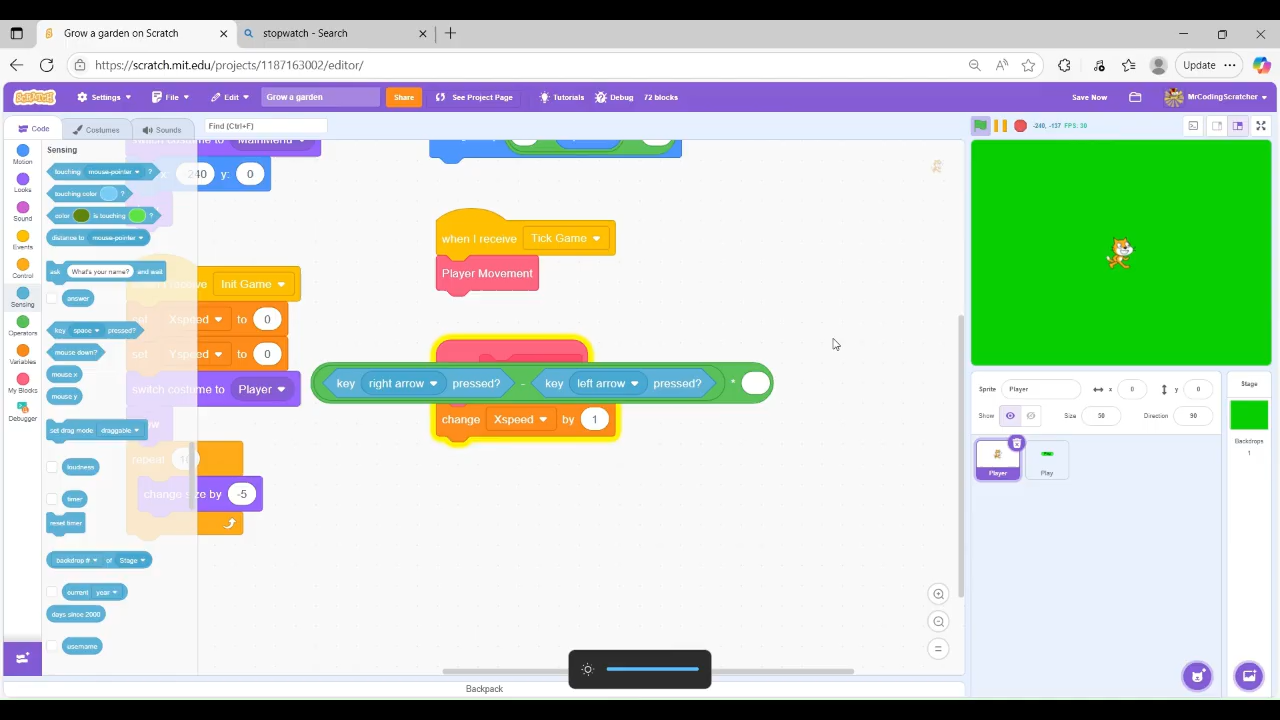 Grow a garden on Scratch
stopwatch - Search
https://scratch.mit.edu/projects/1187163002/editor/
Update
SCRATCH Settings File Edit Grow a garden Share See Project Page Tutorials Debug 72 blocks Save Now MrCodingScratcher
Code Costumes Sounds Find (Ctrl+F) -240, -137 FPS: 30
Sensing
Motion
Looks
Sound
Events
Control
Sensing
Operators
Variables
My Blocks
Debugger
touching mouse-pointer ?
touching color ?
color is touching ?
distance to mouse-pointer
ask What's your name? and wait
answer
key space pressed?
mouse down?
mouse x
mouse y
set drag mode draggable
loudness
timer
reset timer
backdrop # of Stage
current year
days since 2000
username
240 y: 0
Init Game
Xspeed to 0
Yspeed to 0
switch costume to Player
repeat
change size by -5
when I receive Tick Game
Player Movement
key right arrow pressed? - key left arrow pressed? *
change Xspeed by 1
Backpack
Sprite Player x 0 y 0
Show Size 50 Direction 90
Player
Play
Stage
Backdrops
1